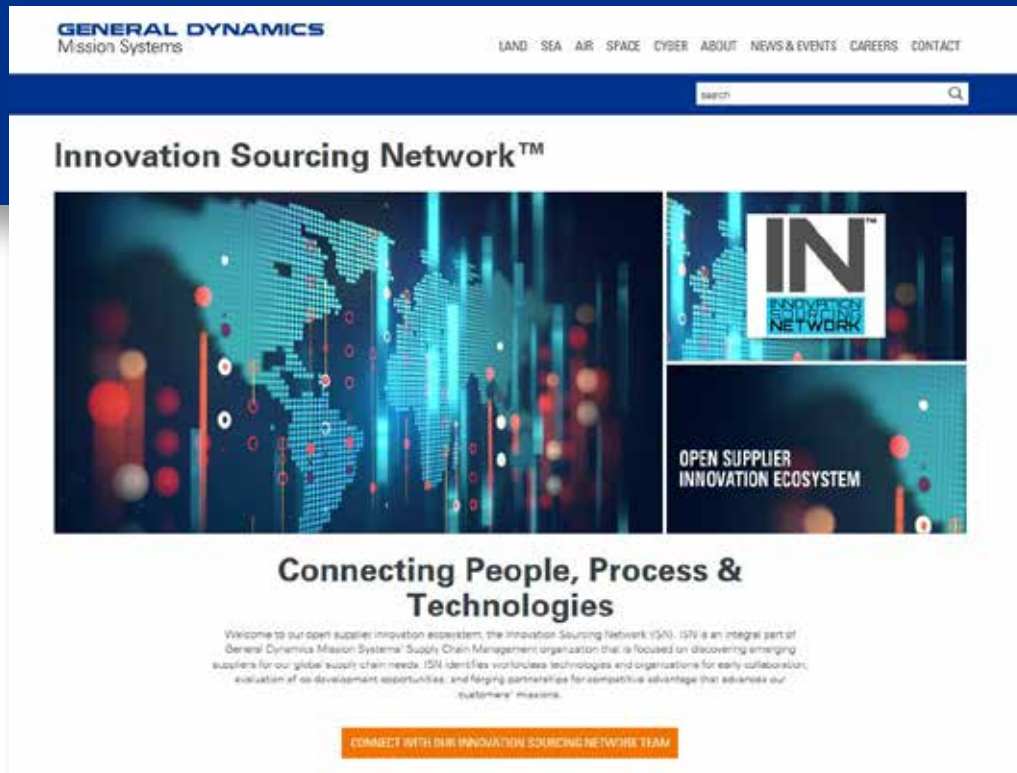 GENERAL DYNAMICS
Mission Systems
LAND SEA AIR SPACE CYBER ABOUT NEWS & EVENTS CAREERS CONTACT
search
Innovation Sourcing Network™
IN™
INNOVATION
SOURCING
NETWORK
OPEN SUPPLIER
INNOVATION ECOSYSTEM
Connecting People, Process &
Technologies
Welcome to our open supplier innovation ecosystem, the Innovation Sourcing Network (ISN). ISN is an integral part of
General Dynamics Mission Systems' Supply Chain Management organization that is focused on discovering emerging
suppliers for our global supply chain needs. ISN identifies worldclass technologies and organizations for early collaboration,
evaluation of co-development opportunities, and forging partnerships for competitive advantage that advances our
customers' missions.
CONNECT WITH OUR INNOVATION SOURCING NETWORK TEAM